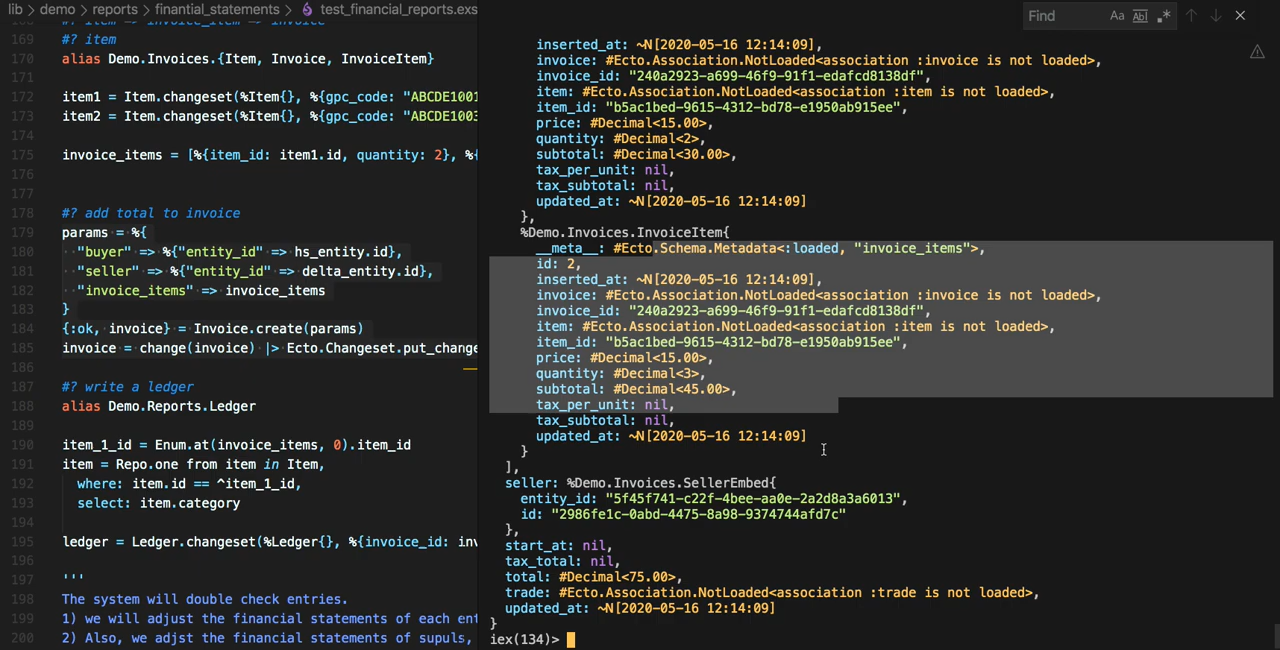 lib > demo > reports > finantial_statements > test_financial_reports.exs
#? item => invoice_item => invoice
169 #? item
170 alias Demo.Invoices.{Item, Invoice, InvoiceItem}
171
172 item1 = Item.changeset(%Item{}, %{gpc_code: "ABCDE1001
173 item2 = Item.changeset(%Item{}, %{gpc_code: "ABCDE1003
174
175 invoice_items = [%{item_id: item1.id, quantity: 2}, %{
176
177
178 #? add total to invoice
179 params = %{
180 "buyer" => %{"entity_id" => hs_entity.id},
181 "seller" => %{"entity_id" => delta_entity.id},
182 "invoice_items" => invoice_items
183 }
184 {:ok, invoice} = Invoice.create(params)
185 invoice = change(invoice) |> Ecto.Changeset.put_change
186
187 #? write a ledger
188 alias Demo.Reports.Ledger
189
190 item_1_id = Enum.at(invoice_items, 0).item_id
191 item = Repo.one from item in Item,
192 where: item.id == ^item_1_id,
193 select: item.category
194
195 ledger = Ledger.changeset(%Ledger{}, %{invoice_id: inv
196
197 '''
198 The system will double check entries.
199 1) we will adjust the financial statements of each ent
200 2) Also, we adjst the financial statements of supuls,
Find Aa Abl .*
inserted_at: ~N[2020-05-16 12:14:09],
invoice: #Ecto.Association.NotLoaded<association :invoice is not loaded>,
invoice_id: "240a2923-a699-46f9-91f1-edafcd8138df",
item: #Ecto.Association.NotLoaded<association :item is not loaded>,
item_id: "b5ac1bed-9615-4312-bd78-e1950ab915ee",
price: #Decimal<15.00>,
quantity: #Decimal<2>,
subtotal: #Decimal<30.00>,
tax_per_unit: nil,
tax_subtotal: nil,
updated_at: ~N[2020-05-16 12:14:09]
},
%Demo.Invoices.InvoiceItem{
__meta__: #Ecto.Schema.Metadata<:loaded, "invoice_items">,
id: 2,
inserted_at: ~N[2020-05-16 12:14:09],
invoice: #Ecto.Association.NotLoaded<association :invoice is not loaded>,
invoice_id: "240a2923-a699-46f9-91f1-edafcd8138df",
item: #Ecto.Association.NotLoaded<association :item is not loaded>,
item_id: "b5ac1bed-9615-4312-bd78-e1950ab915ee",
price: #Decimal<15.00>,
quantity: #Decimal<3>,
subtotal: #Decimal<45.00>,
tax_per_unit: nil,
tax_subtotal: nil,
updated_at: ~N[2020-05-16 12:14:09]
}
],
seller: %Demo.Invoices.SellerEmbed{
entity_id: "5f45f741-c22f-4bee-aa0e-2a2d8a3a6013",
id: "2986fe1c-0abd-4475-8a98-9374744afd7c"
},
start_at: nil,
tax_total: nil,
total: #Decimal<75.00>,
trade: #Ecto.Association.NotLoaded<association :trade is not loaded>,
updated_at: ~N[2020-05-16 12:14:09]
}
iex(134)>